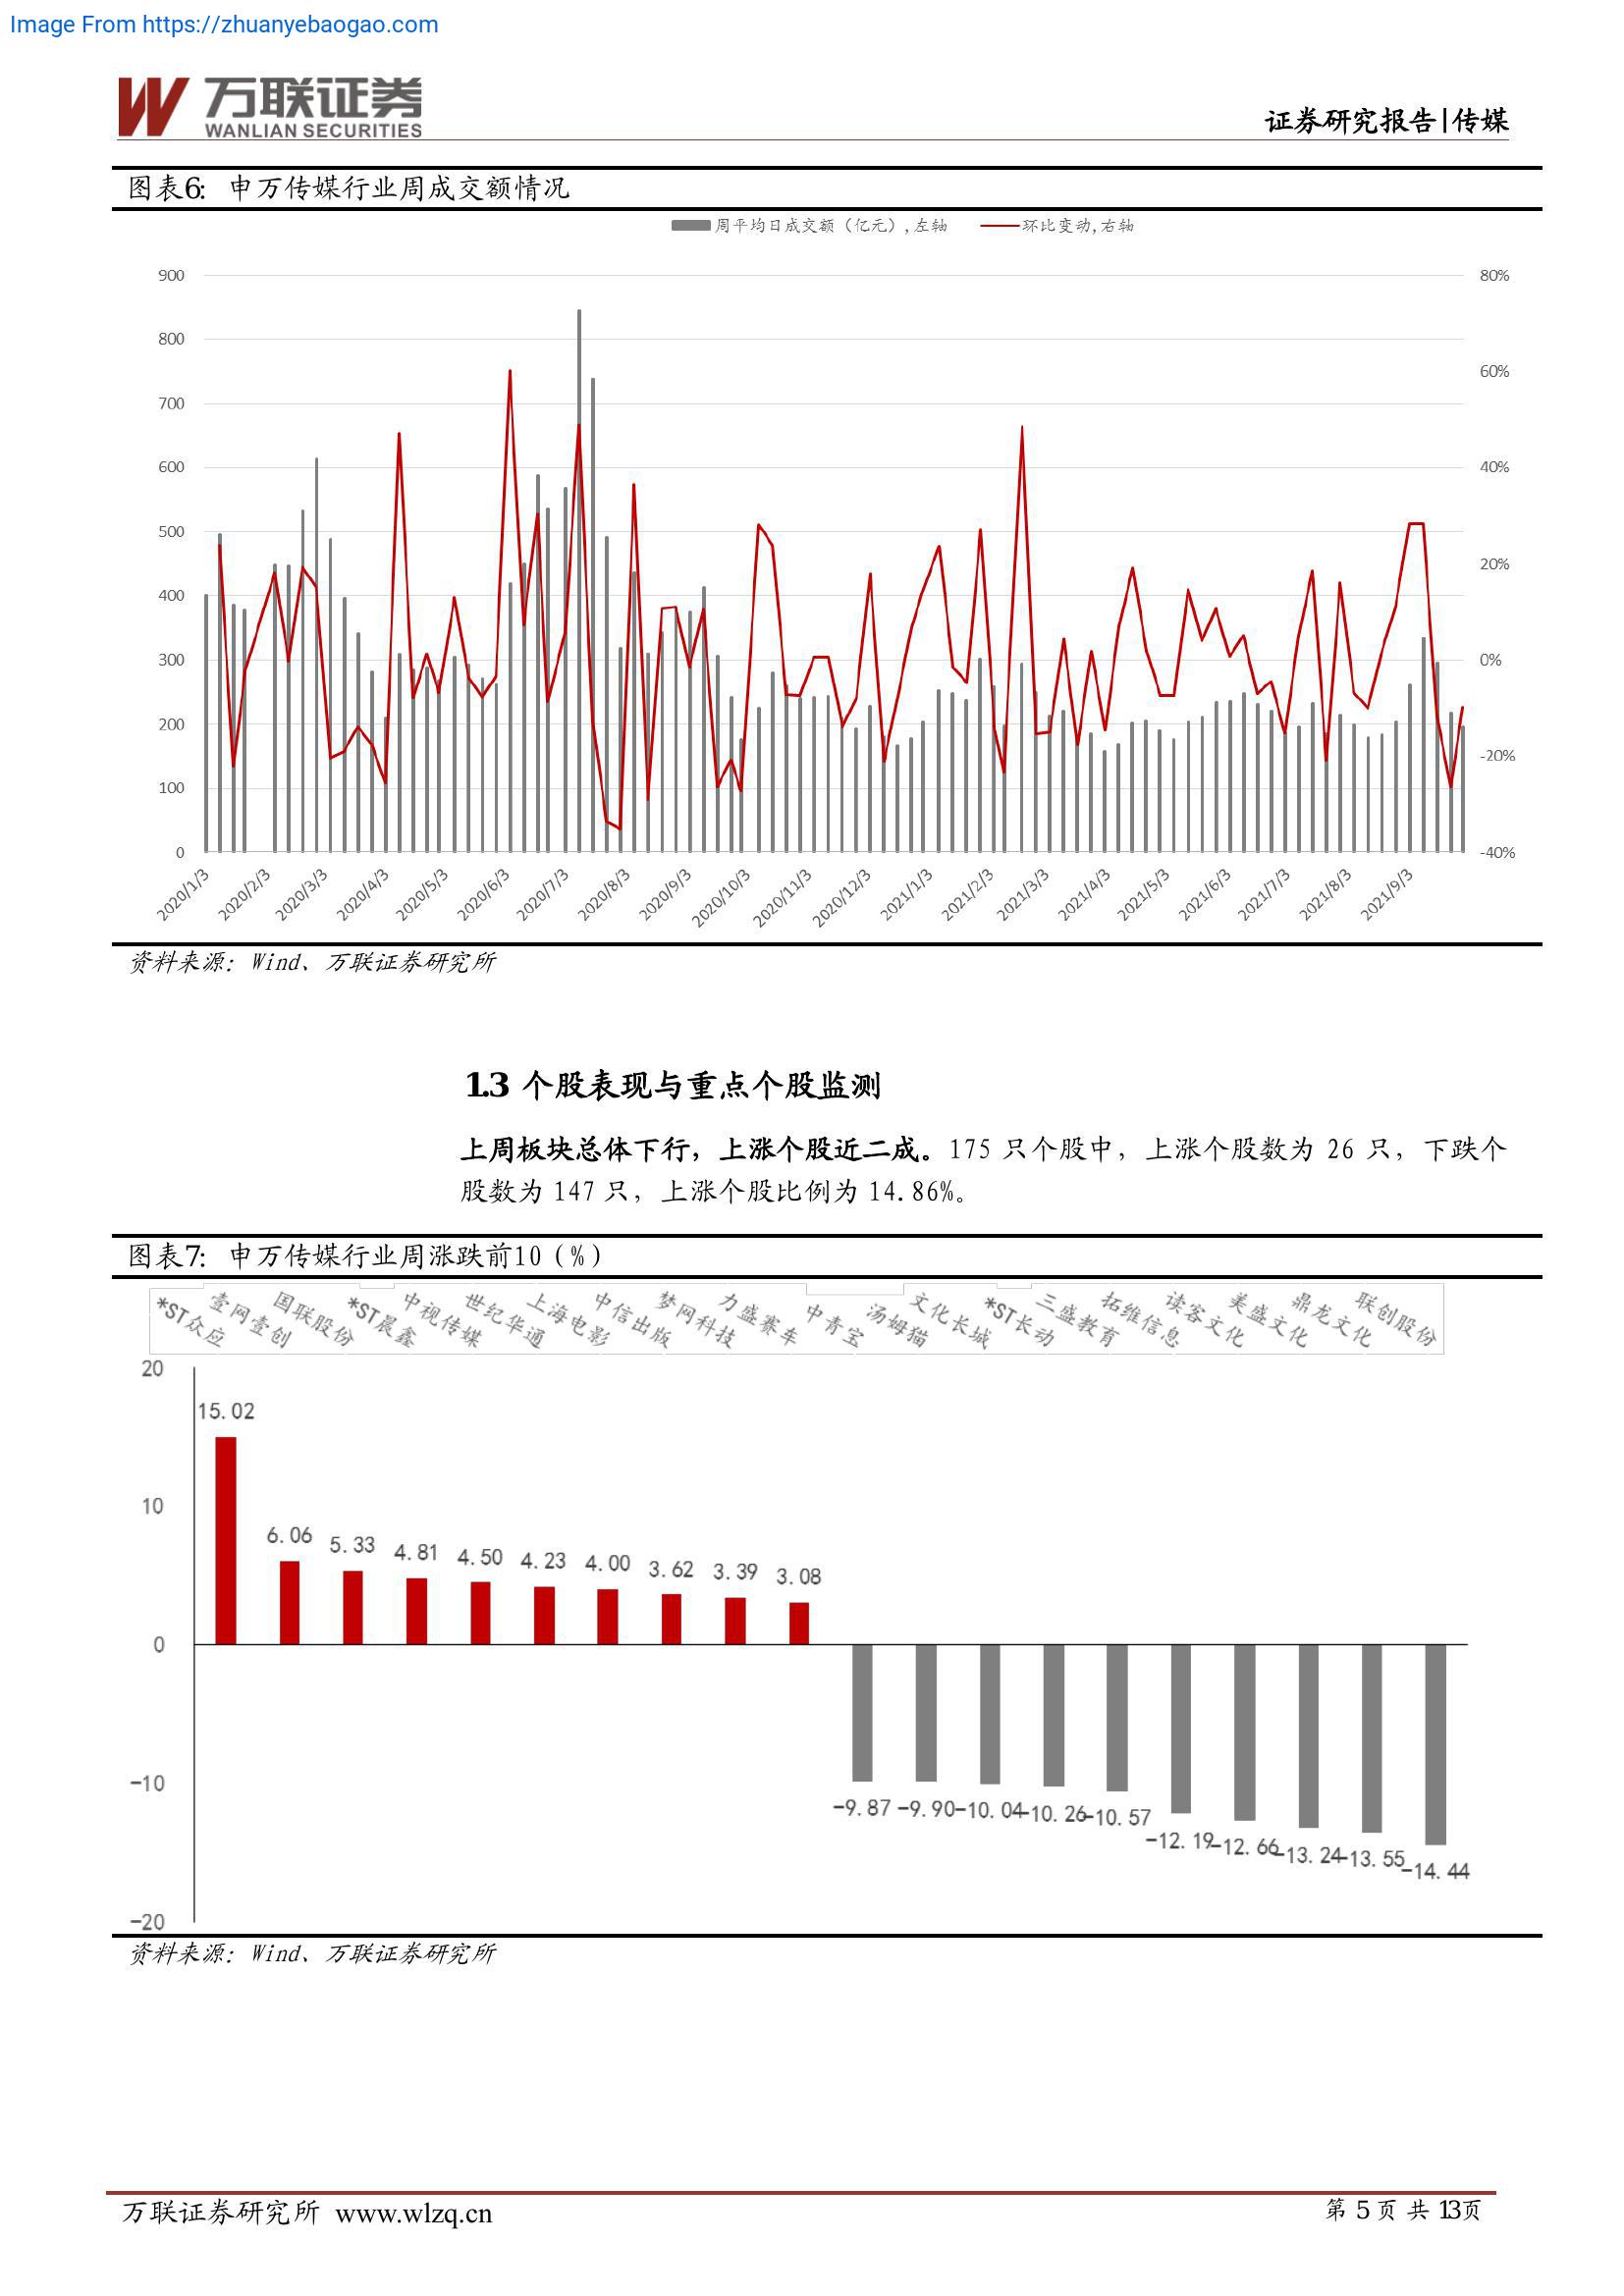 Image From https://zhuanyebaogao.com
万联证券
WANLIAN SECURITIES
证券研究报告|传媒
图表6: 申万传媒行业周成交额情况
周平均日成交额（亿元）,左轴 环比变动,右轴
900 80%
800
700 60%
600 40%
500
400 20%
300 0%
200 -20%
100
0 -40%
2020/1/3 2020/2/3 2020/3/3 2020/4/3 2020/5/3 2020/6/3 2020/7/3 2020/8/3 2020/9/3 2020/10/3 2020/11/3 2020/12/3 2021/1/3 2021/2/3 2021/3/3 2021/4/3 2021/5/3 2021/6/3 2021/7/3 2021/8/3 2021/9/3
资料来源：Wind、万联证券研究所
1.3 个股表现与重点个股监测
上周板块总体下行，上涨个股近二成。175 只个股中，上涨个股数为 26 只，下跌个
股数为 147 只，上涨个股比例为 14.86%。
图表7: 申万传媒行业周涨跌前10（%）
*ST众应 壹网壹创 国联股份 *ST晨鑫 中视传媒 世纪华通 上海电影 中信出版 梦网科技 力盛赛车 中青宝 汤姆猫 文化长城 *ST长动 三盛教育 拓维信息 读客文化 美盛文化 鼎龙文化 联创股份
20
15.02
10
6.06 5.33 4.81 4.50 4.23 4.00 3.62 3.39 3.08
0
-10
-9.87 -9.90 -10.04 -10.26 -10.57 -12.19 -12.66 -13.24 -13.55 -14.44
-20
资料来源：Wind、万联证券研究所
万联证券研究所 www.wlzq.cn
第 5 页 共 13页